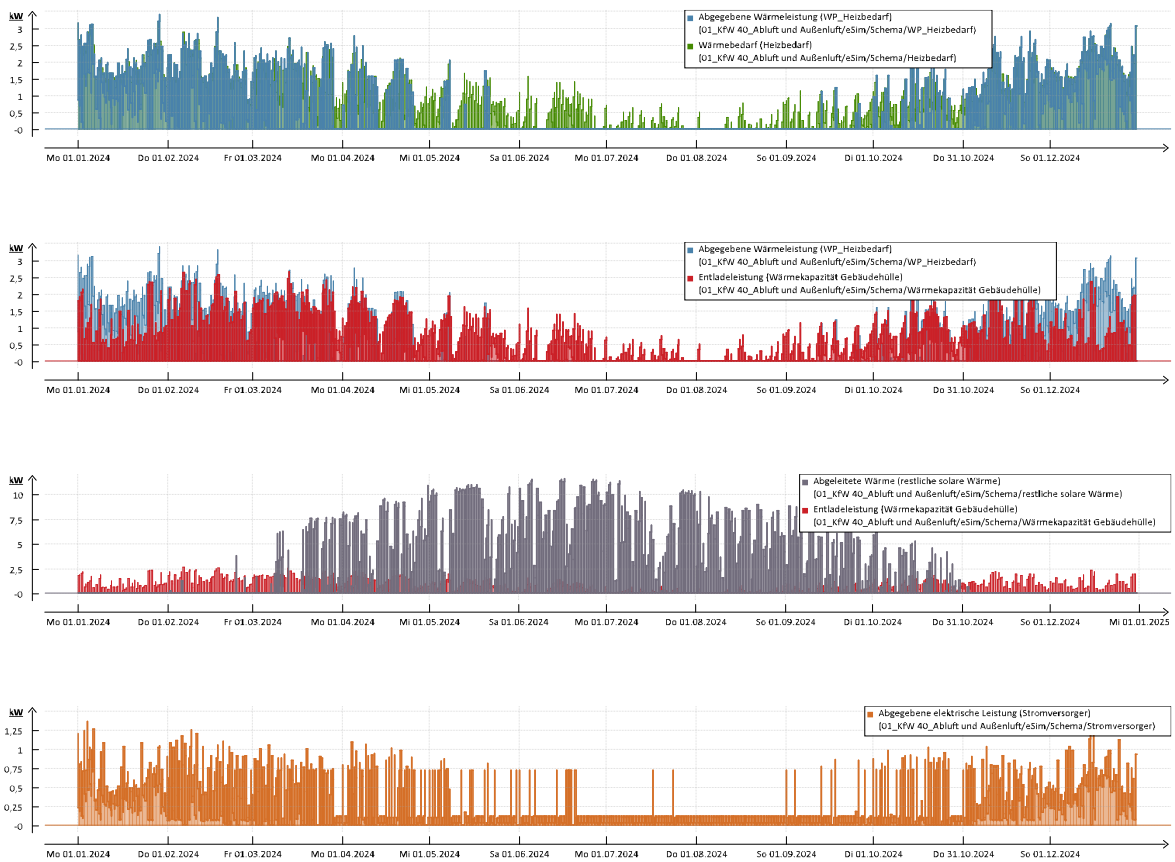 kW
Abgegebene Wärmeleistung (WP_Heizbedarf)
(01_KfW 40_Abluft und Außenluft/eSim/Schema/WP_Heizbedarf)
Wärmebedarf (Heizbedarf)
(01_KfW 40_Abluft und Außenluft/eSim/Schema/Heizbedarf)
3
2,5
2
1,5
1
0,5
-0
Mo 01.01.2024 Do 01.02.2024 Fr 01.03.2024 Mo 01.04.2024 Mi 01.05.2024 Sa 01.06.2024 Mo 01.07.2024 Do 01.08.2024 So 01.09.2024 Di 01.10.2024 Do 31.10.2024 So 01.12.2024
kW
Abgegebene Wärmeleistung (WP_Heizbedarf)
(01_KfW 40_Abluft und Außenluft/eSim/Schema/WP_Heizbedarf)
Entladeleistung (Wärmekapazität Gebäudehülle)
(01_KfW 40_Abluft und Außenluft/eSim/Schema/Wärmekapazität Gebäudehülle)
3
2,5
2
1,5
1
0,5
-0
Mo 01.01.2024 Do 01.02.2024 Fr 01.03.2024 Mo 01.04.2024 Mi 01.05.2024 Sa 01.06.2024 Mo 01.07.2024 Do 01.08.2024 So 01.09.2024 Di 01.10.2024 Do 31.10.2024 So 01.12.2024
kW
Abgeleitete Wärme (restliche solare Wärme)
(01_KfW 40_Abluft und Außenluft/eSim/Schema/restliche solare Wärme)
Entladeleistung (Wärmekapazität Gebäudehülle)
(01_KfW 40_Abluft und Außenluft/eSim/Schema/Wärmekapazität Gebäudehülle)
10
7,5
5
2,5
-0
Mo 01.01.2024 Do 01.02.2024 Fr 01.03.2024 Mo 01.04.2024 Mi 01.05.2024 Sa 01.06.2024 Mo 01.07.2024 Do 01.08.2024 So 01.09.2024 Di 01.10.2024 Do 31.10.2024 So 01.12.2024 Mi 01.01.2025
kW
Abgegebene elektrische Leistung (Stromversorger)
(01_KfW 40_Abluft und Außenluft/eSim/Schema/Stromversorger)
1,25
1
0,75
0,5
0,25
-0
Mo 01.01.2024 Do 01.02.2024 Fr 01.03.2024 Mo 01.04.2024 Mi 01.05.2024 Sa 01.06.2024 Mo 01.07.2024 Do 01.08.2024 So 01.09.2024 Di 01.10.2024 Do 31.10.2024 So 01.12.2024